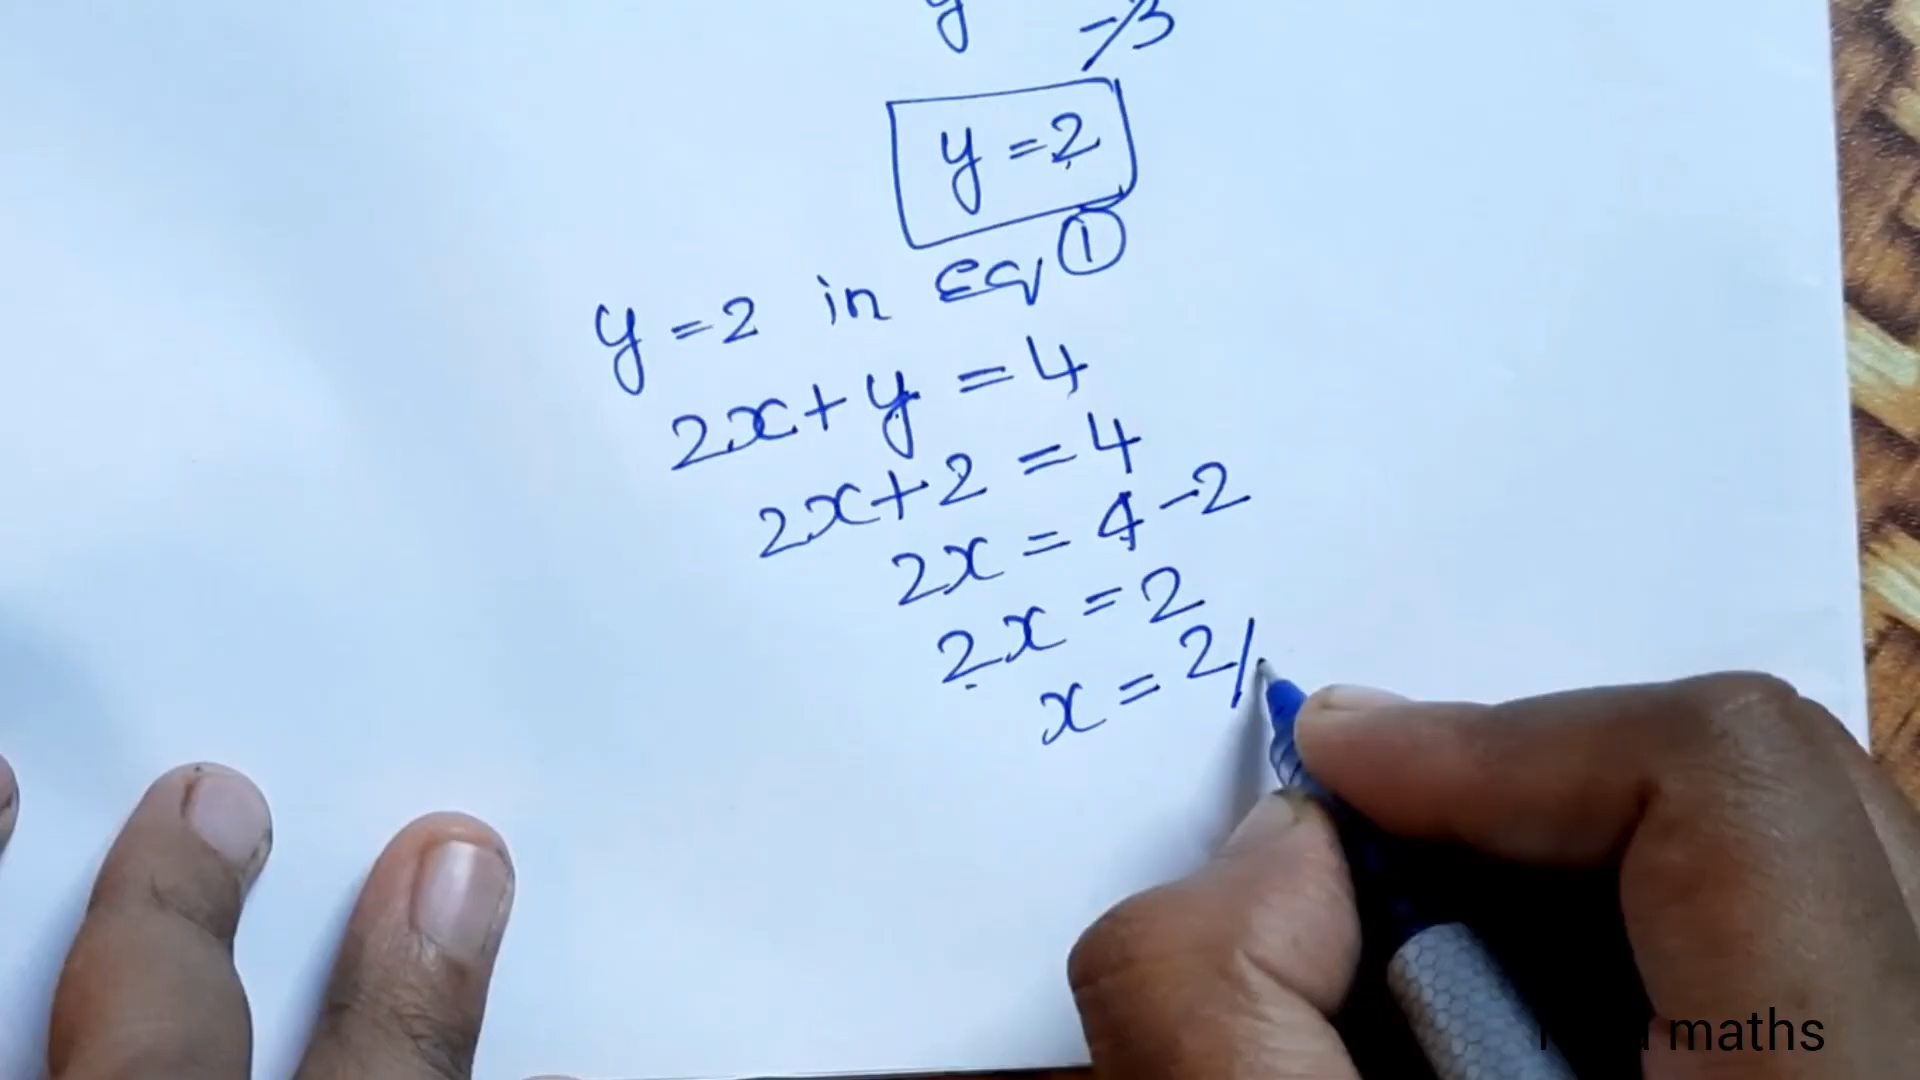 y -3
y = 2
y = 2 in Eq ①
2x + y = 4
2x + 2 = 4
2x = 4 - 2
2x = 2
x = 2/
maths